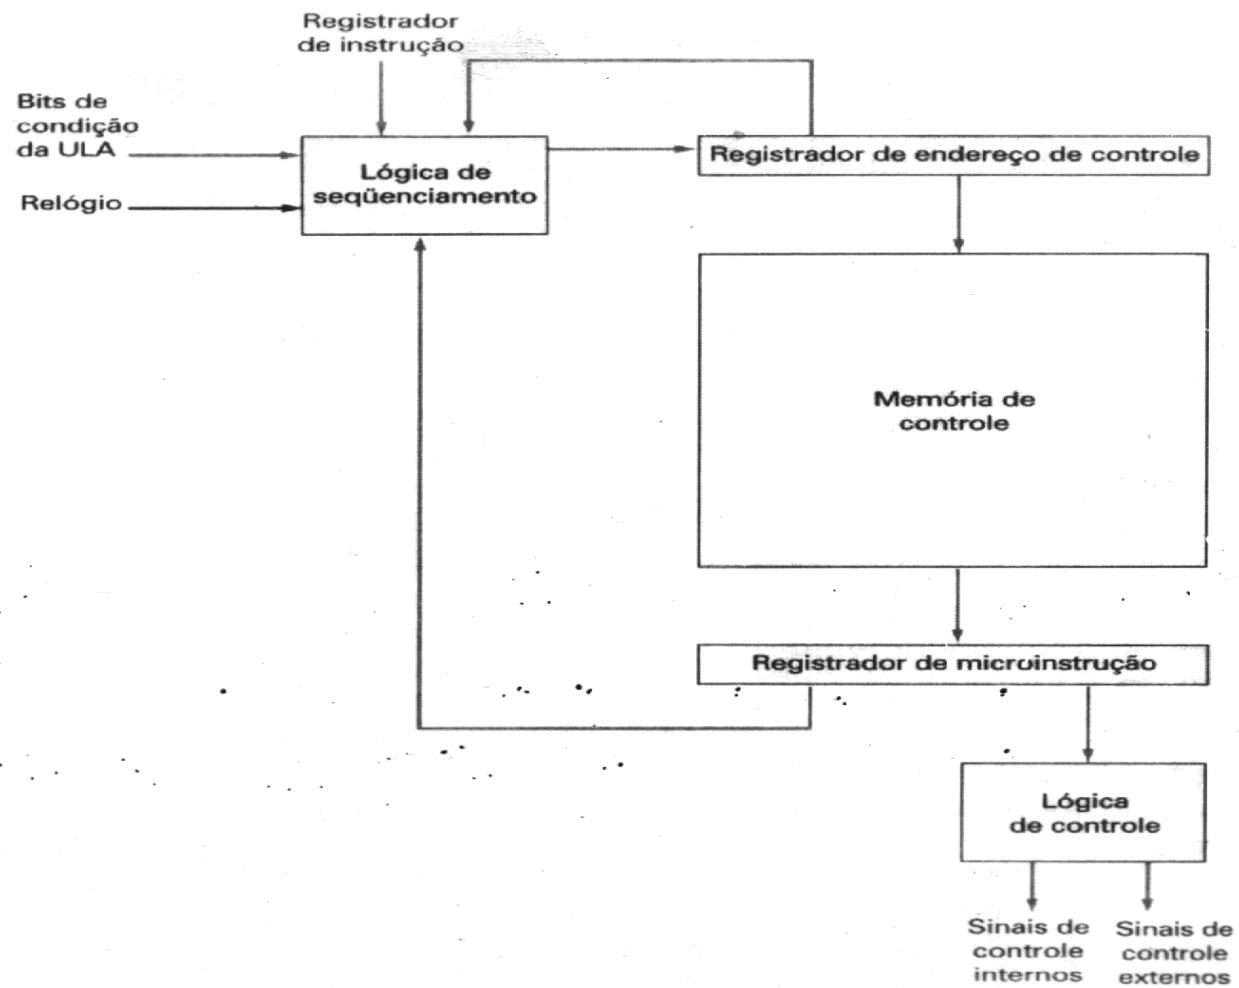 Registrador
de instrução
Bits de
condição
da ULA
Relógio
Lógica de
seqüenciamento
Registrador de endereço de controle
Memória de
controle
Registrador de microinstrução
Lógica
de controle
Sinais de
controle
internos
Sinais de
controle
externos